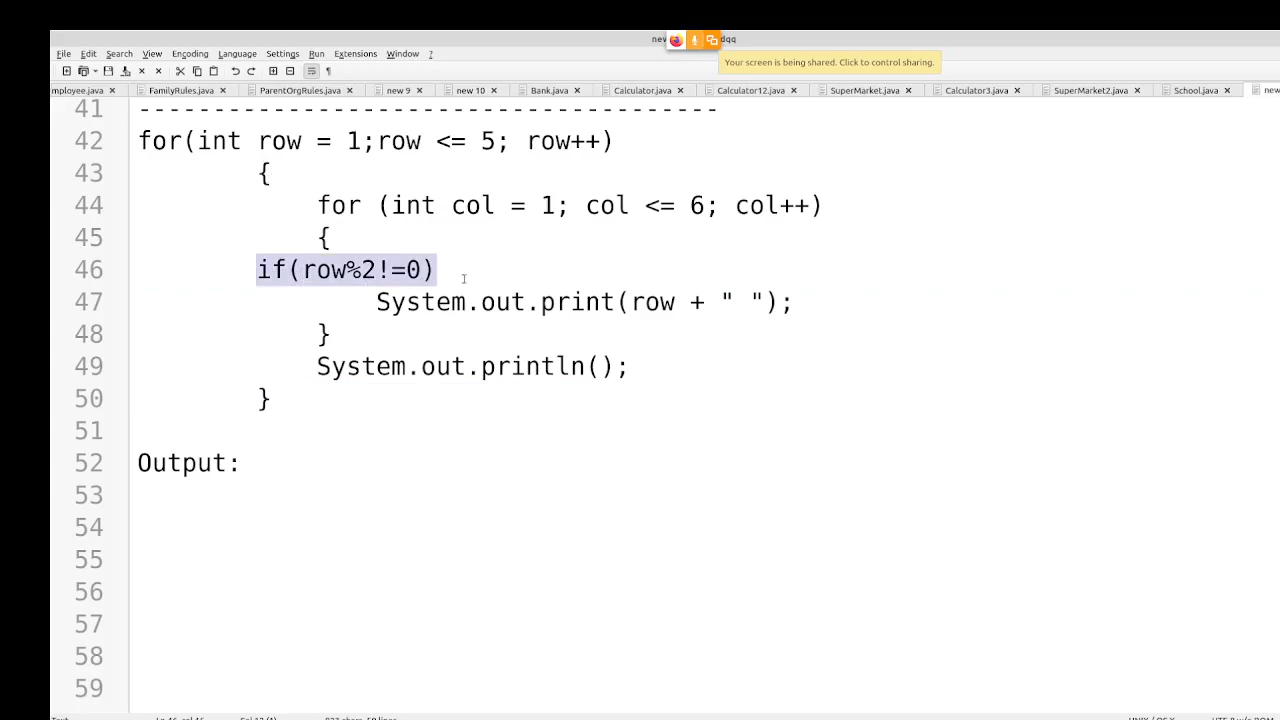 new dqq
Your screen is being shared. Click to control sharing.
File Edit Search View Encoding Language Settings Run Extensions Window ?
mployee.java FamilyRules.java ParentOrgRules.java new 9 new 10 Bank.java Calculator.java Calculator12.java SuperMarket.java Calculator3.java SuperMarket2.java School.java new
41 ---------------------------------------
42 for(int row = 1;row <= 5; row++)
43 {
44 for (int col = 1; col <= 6; col++)
45 {
46 if(row%2!=0)
47 System.out.print(row + " ");
48 }
49 System.out.println();
50 }
51
52 Output:
53
54
55
56
57
58
59